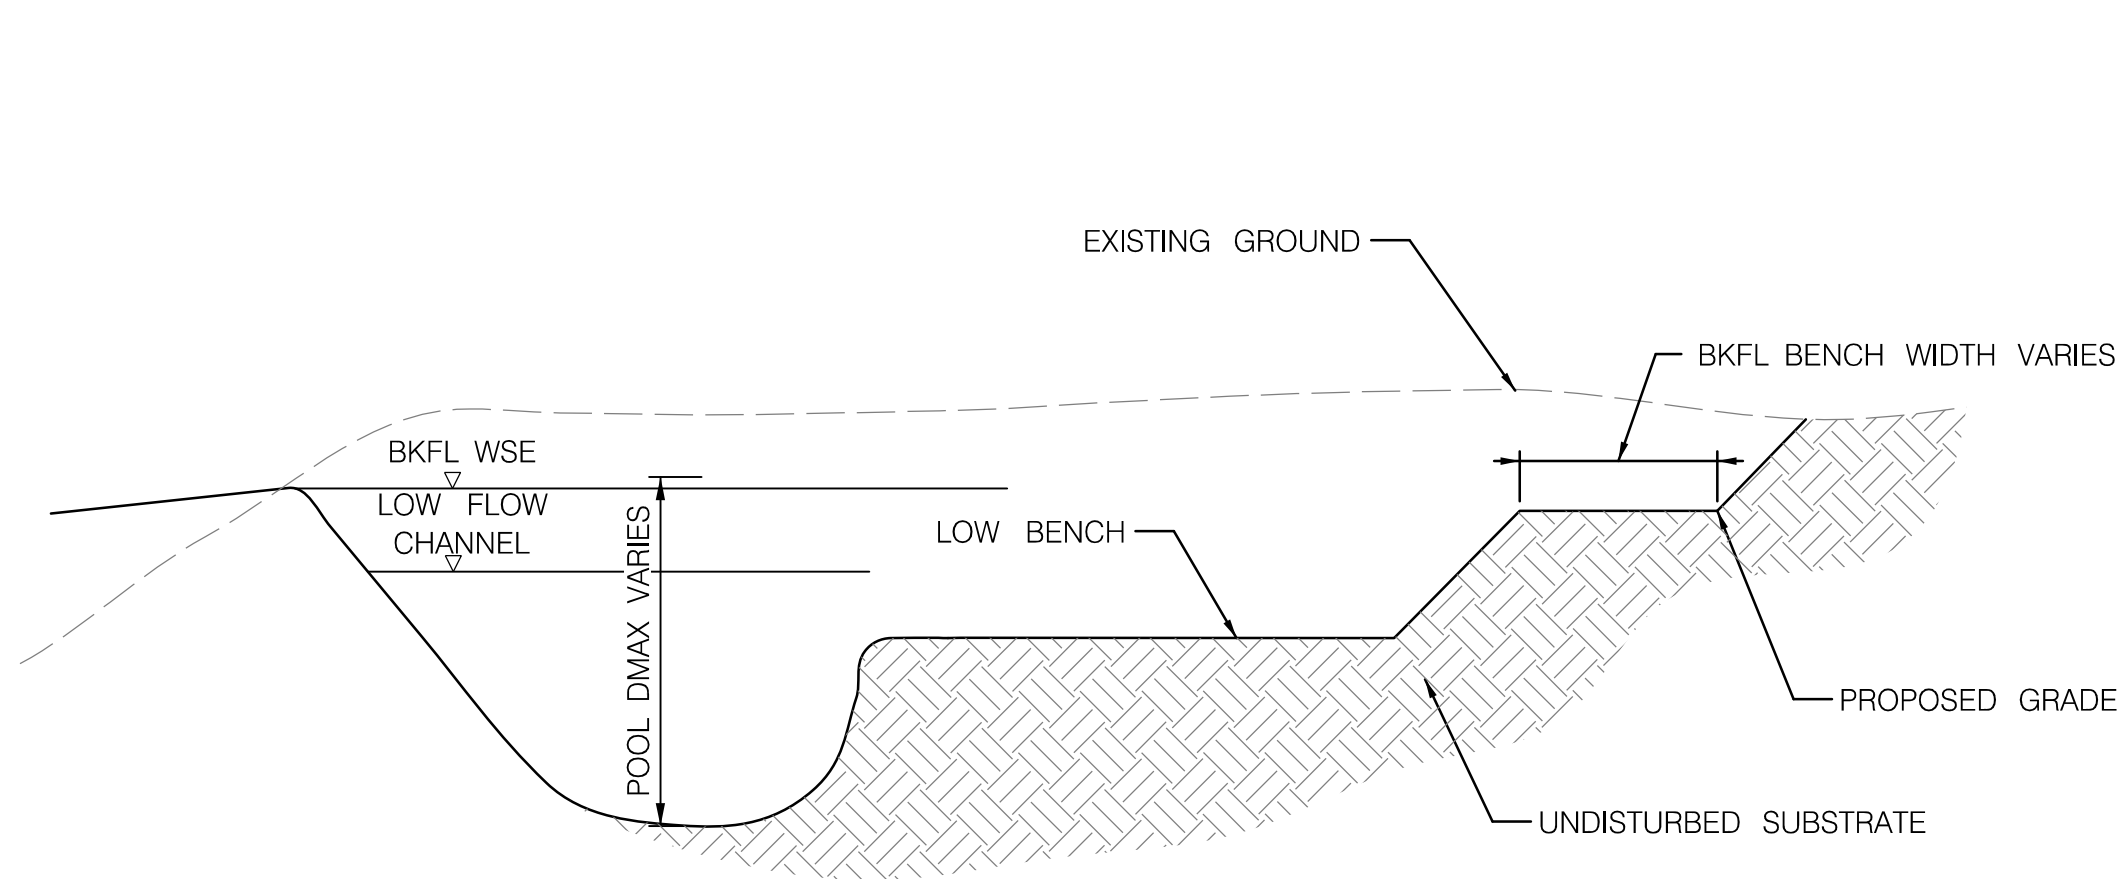 EXISTING GROUND
BKFL BENCH WIDTH VARIES
BKFL WSE
LOW FLOW
CHANNEL
POOL DMAX VARIES
LOW BENCH
PROPOSED GRADE
UNDISTURBED SUBSTRATE